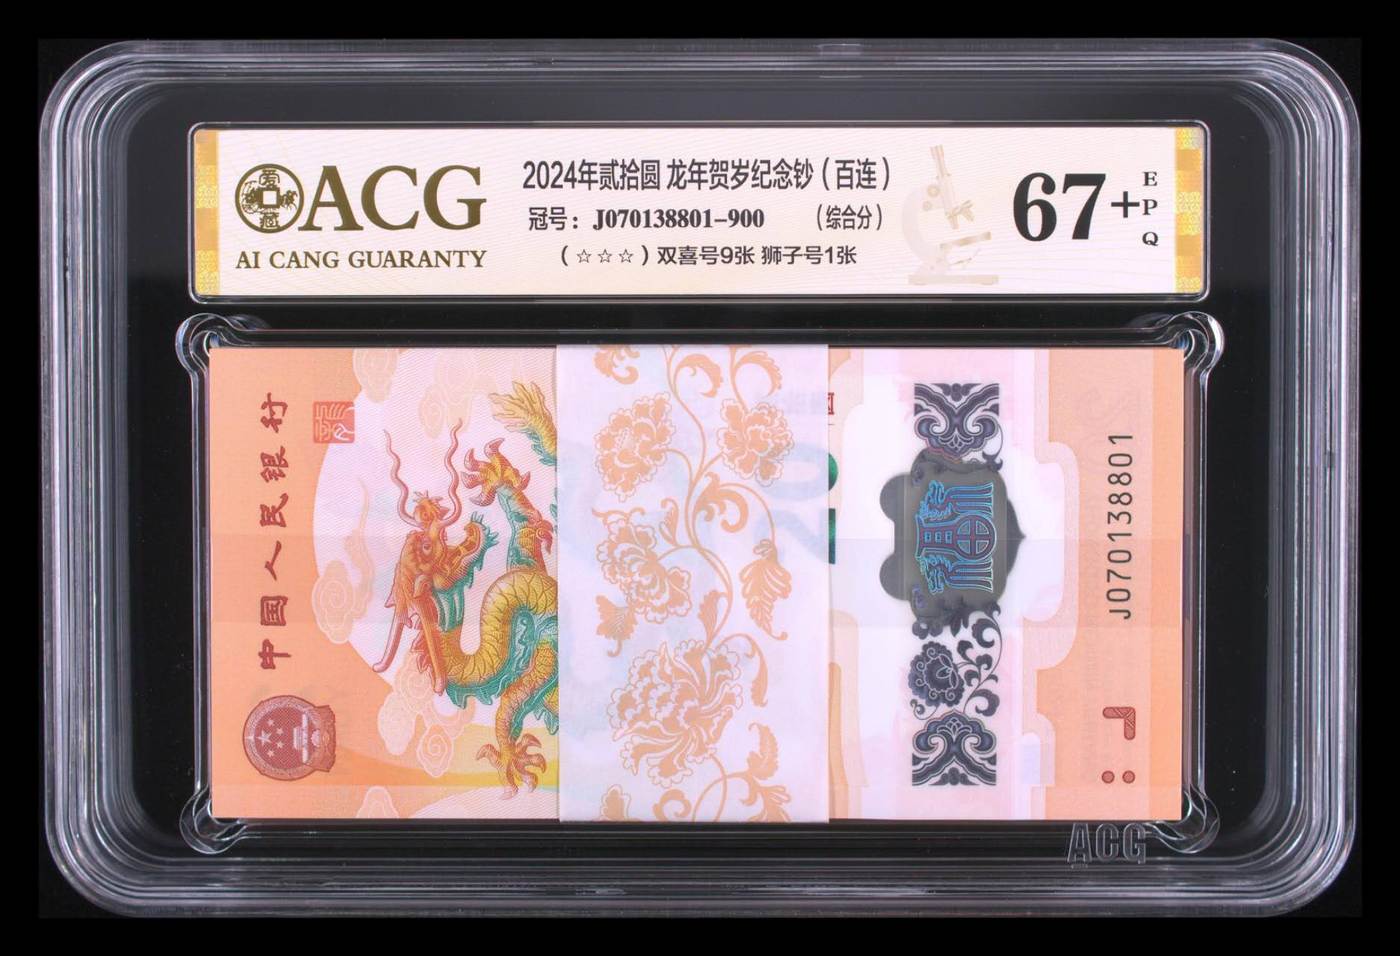 ACG
AI CANG GUARANTY
2024年贰拾圆 龙年贺岁纪念钞(百连)
冠号: J070138801-900 (综合分)
(☆☆☆)双喜号9张 狮子号1张
67+
EPQ
中国人民银行
J070138801
ACG